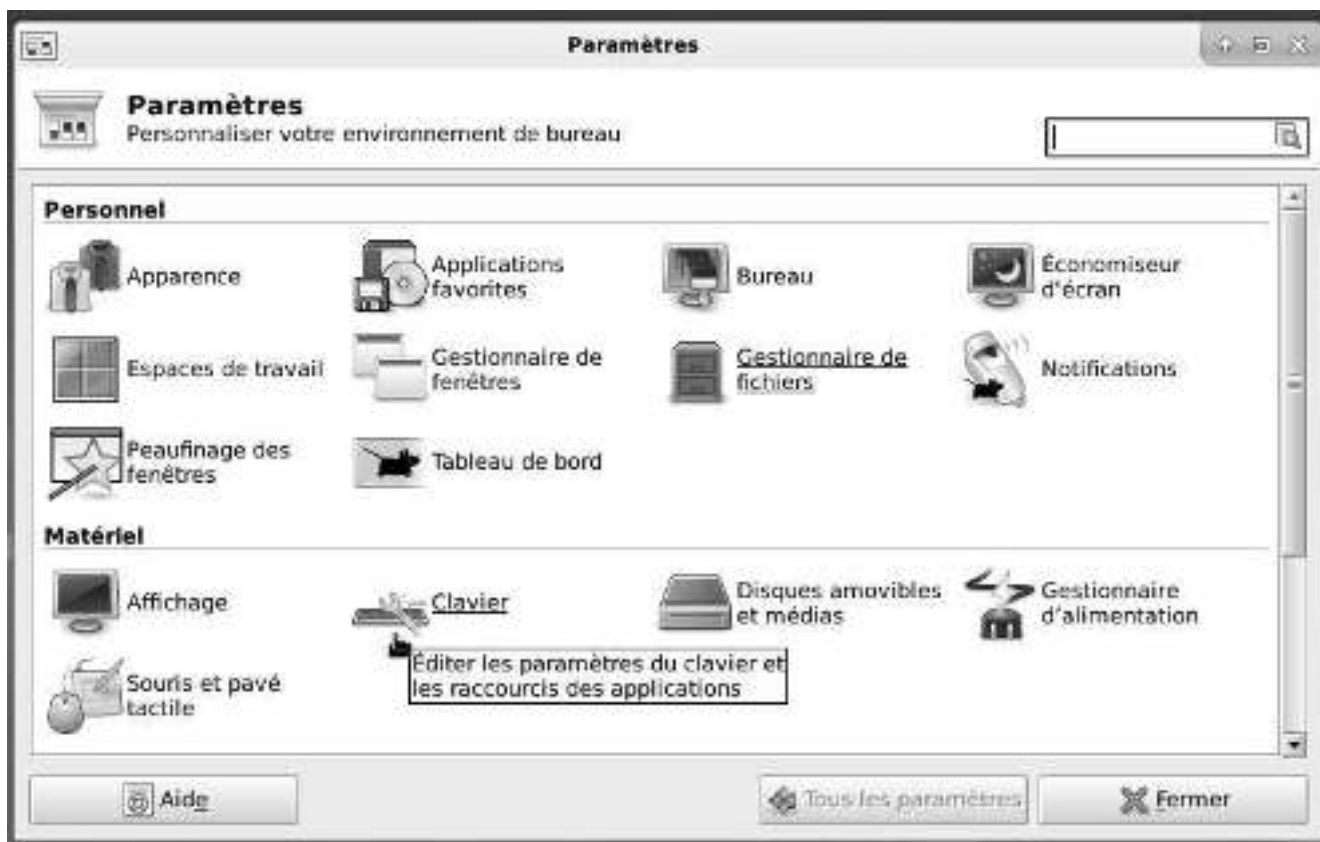 Paramètres
Paramètres
Personnaliser votre environnement de bureau
Personnel
Apparence
Applications
favorites
Bureau
Économiseur
d'écran
Espaces de travail
Gestionnaire de
fenêtres
Gestionnaire de
fichiers
Notifications
Peaufinage des
fenêtres
Tableau de bord
Matériel
Affichage
Clavier
Disques amovibles
et médias
Gestionnaire
d'alimentation
Souris et pavé
tactile
Éditer les paramètres du clavier et
les raccourcis des applications
Aide
Tous les paramètres
Fermer